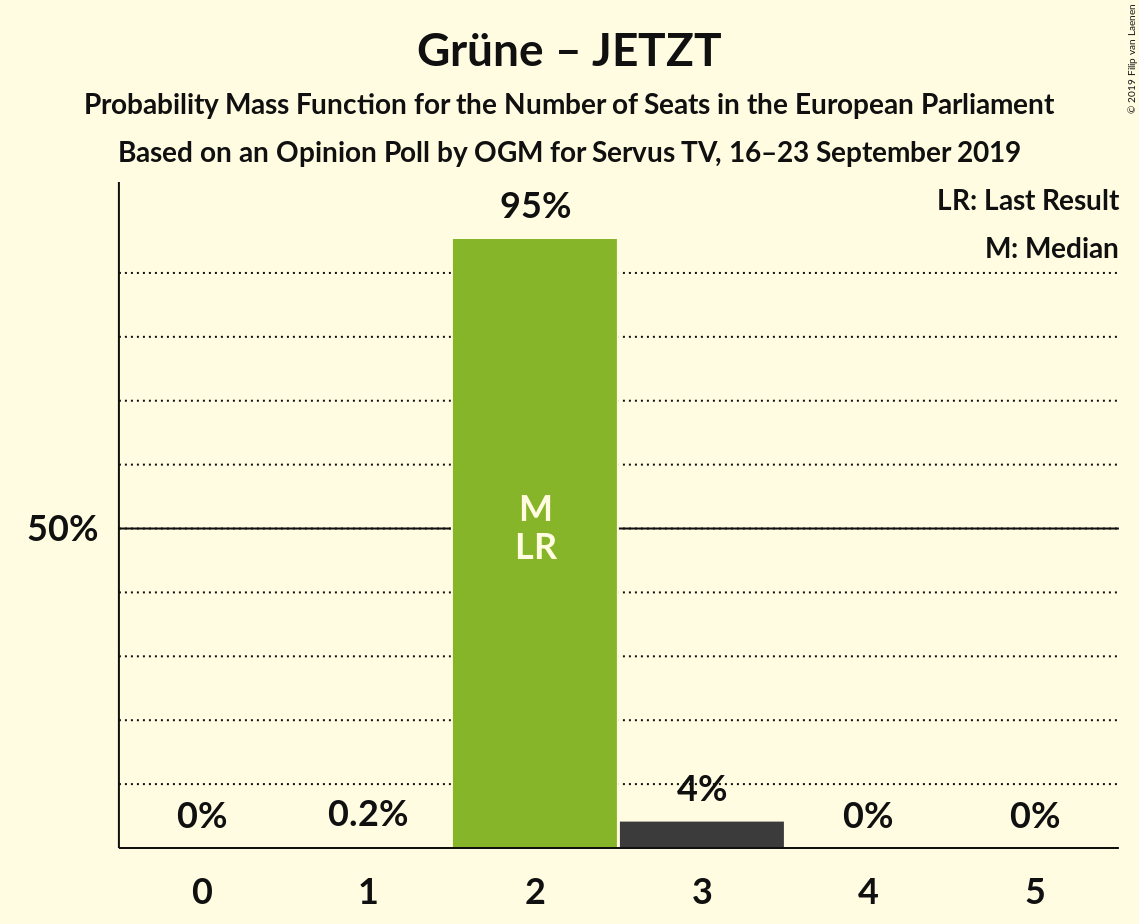 Grüne – JETZT
Probability Mass Function for the Number of Seats in the European Parliament
Based on an Opinion Poll by OGM for Servus TV, 16–23 September 2019
© 2019 Filip van Laenen
LR: Last Result
M: Median
95%
50%
M
LR
0%
0.2%
4%
0%
0%
0
1
2
3
4
5